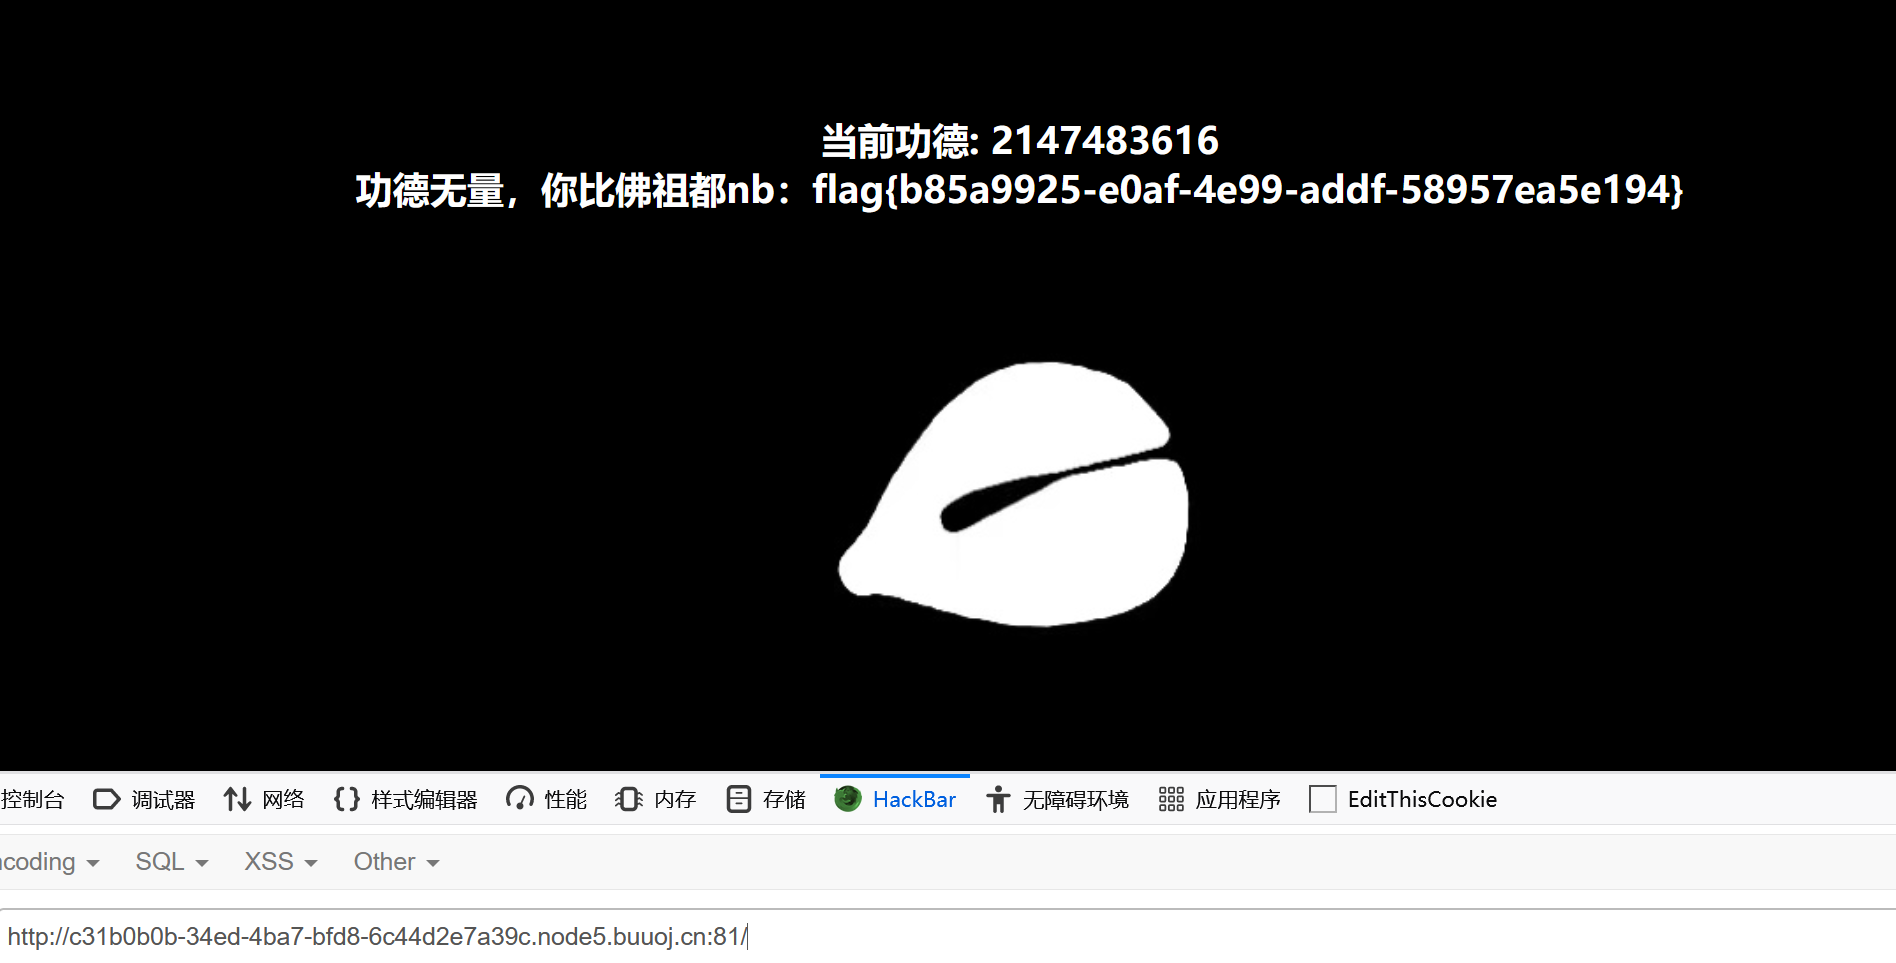 当前功德: 2147483616
功德无量，你比佛祖都nb：flag{b85a9925-e0af-4e99-addf-58957ea5e194}
控制台 调试器 网络 样式编辑器 性能 内存 存储 HackBar 无障碍环境 应用程序 EditThisCookie
ncoding SQL XSS Other
http://c31b0b0b-34ed-4ba7-bfd8-6c44d2e7a39c.node5.buuoj.cn:81/